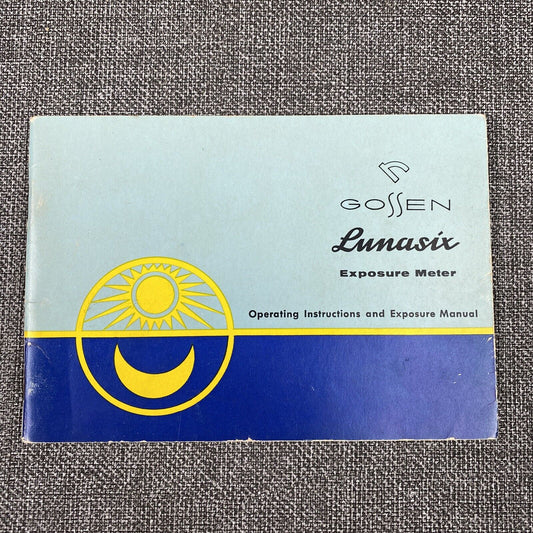 GOSSEN
Lunasix
Exposure Meter
Operating Instructions and Exposure Manual